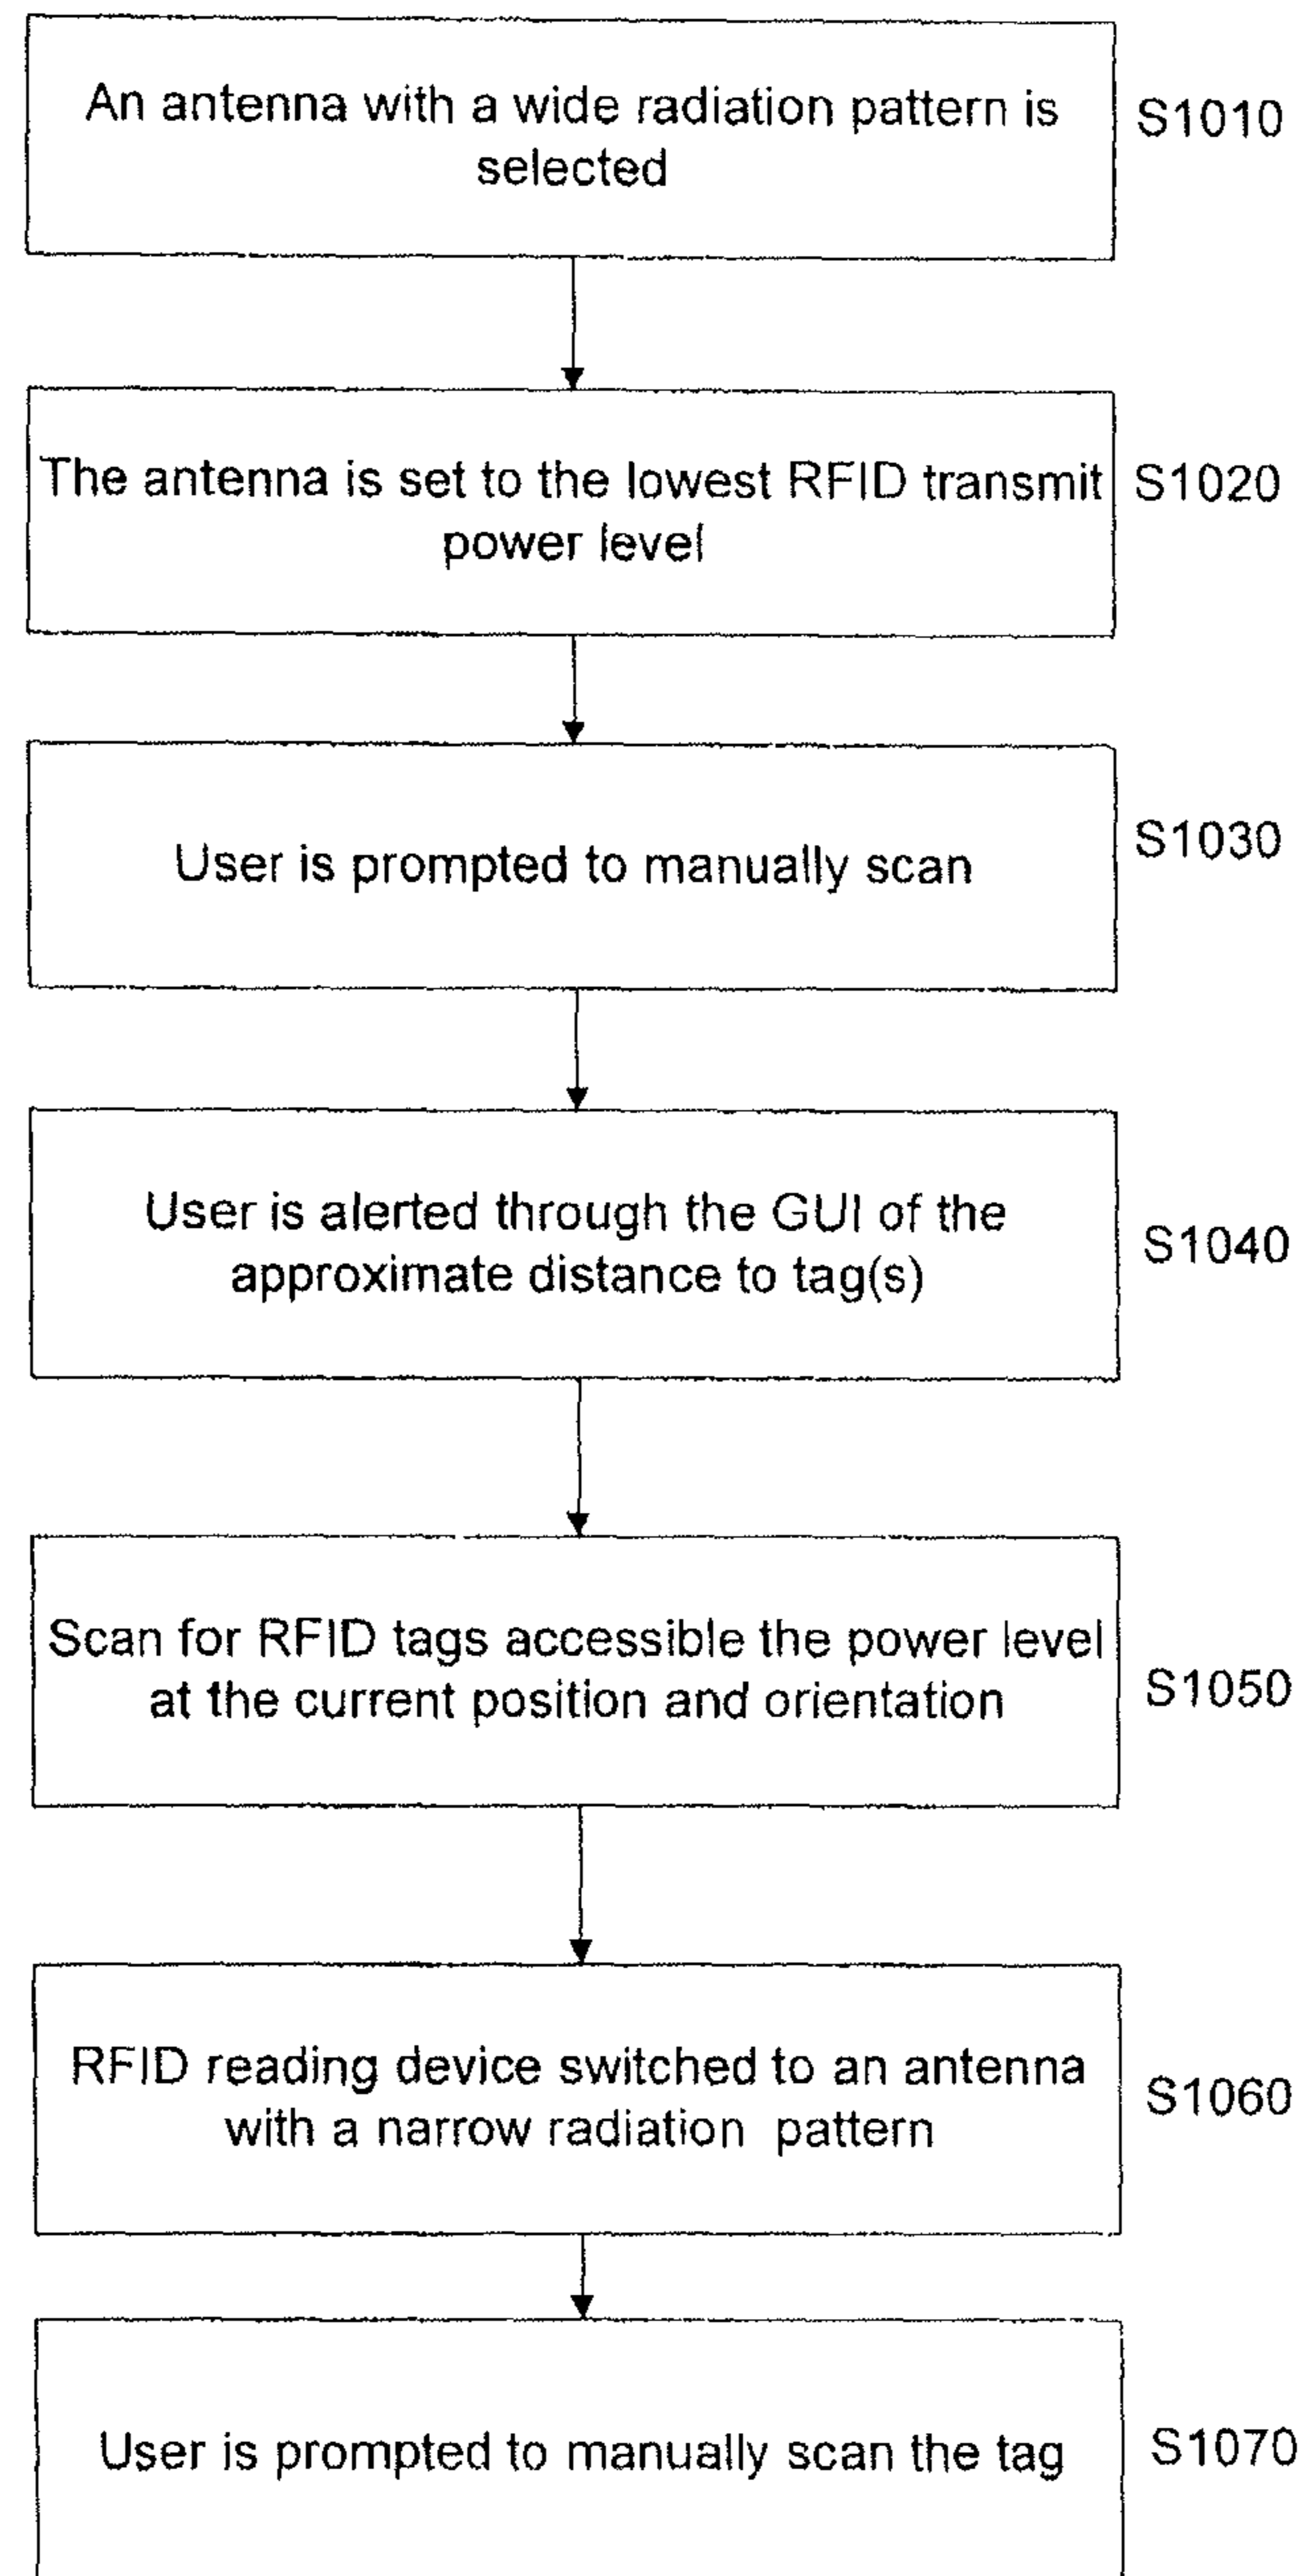 An antenna with a wide radiation pattern is
selected
S1010
The antenna is set to the lowest RFID transmit
power level
S1020
User is prompted to manually scan
S1030
User is alerted through the GUI of the
approximate distance to tag(s)
S1040
Scan for RFID tags accessible the power level
at the current position and orientation
S1050
RFID reading device switched to an antenna
with a narrow radiation pattern
S1060
User is prompted to manually scan the tag
S1070